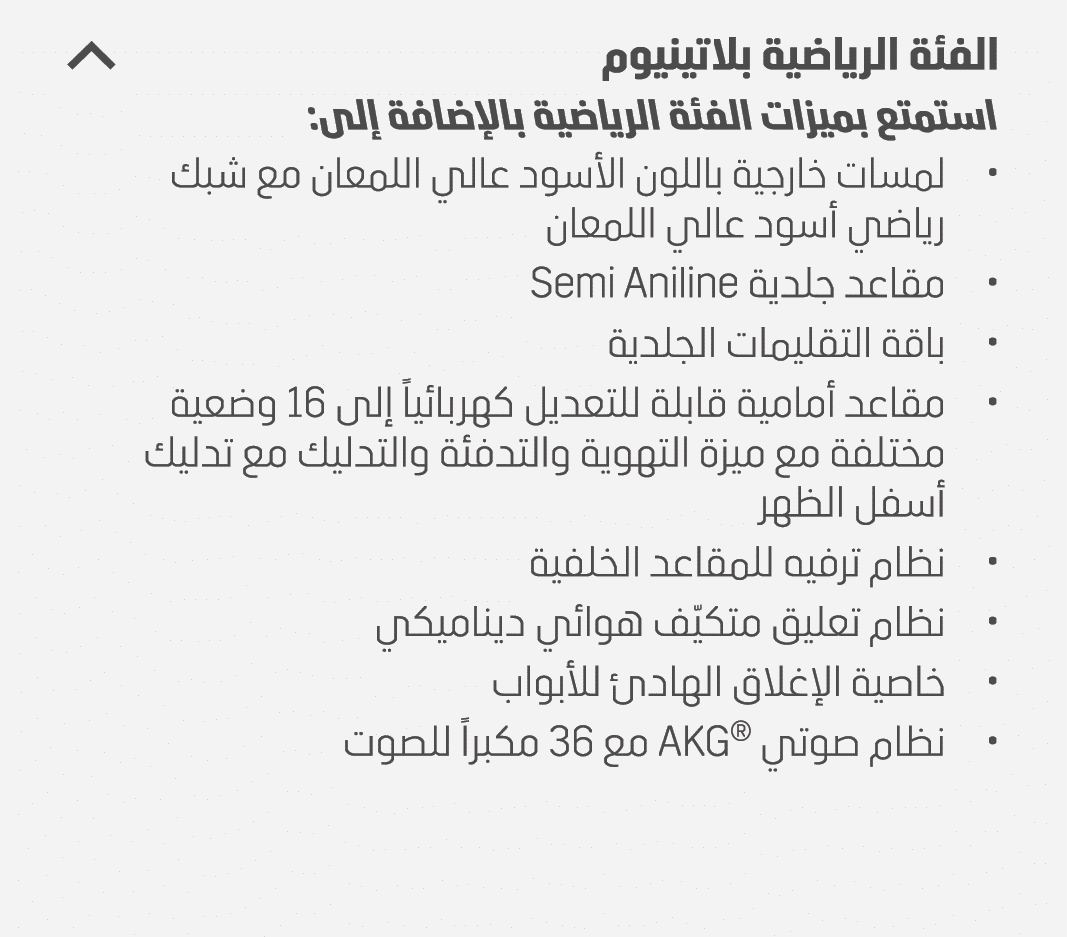 الفئة الرياضية بلاتينيوم
استمتع بميزات الفئة الرياضية بالإضافة إلى:
• لمسات خارجية باللون الأسود عالي اللمعان مع شبك
رياضي أسود عالي اللمعان
• مقاعد جلدية Semi Aniline
• باقة التقليمات الجلدية
• مقاعد أمامية قابلة للتعديل كهربائياً إلى 16 وضعية
مختلفة مع ميزة التهوية والتدفئة والتدليك مع تدليك
أسفل الظهر
• نظام ترفيه للمقاعد الخلفية
• نظام تعليق متكيّف هوائي ديناميكي
• خاصية الإغلاق الهادئ للأبواب
• نظام صوتي AKG® مع 36 مكبراً للصوت